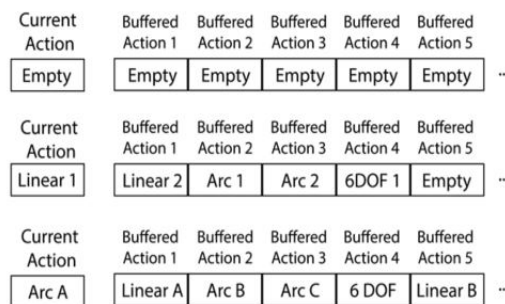 Current Buffered Buffered Buffered Buffered Buffered
Action Action 1 Action 2 Action 3 Action 4 Action 5
Empty Empty Empty Empty Empty Empty ...
Current Buffered Buffered Buffered Buffered Buffered
Action Action 1 Action 2 Action 3 Action 4 Action 5
Linear 1 Linear 2 Arc 1 Arc 2 6DOF 1 Empty ...
Current Buffered Buffered Buffered Buffered Buffered
Action Action 1 Action 2 Action 3 Action 4 Action 5
Arc A Linear A Arc B Arc C 6 DOF Linear B ...